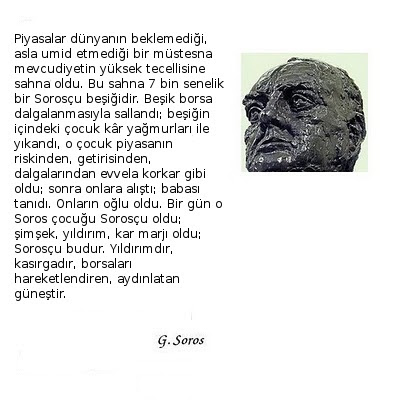 Piyasalar dünyanın beklemediği,
asla umid etmediği bir müstesna
mevcudiyetin yüksek tecellisine
sahna oldu. Bu sahna 7 bin senelik
bir Sorosçu beşiğidir. Beşik borsa
dalgalanmasıyla sallandı; beşiğin
içindeki çocuk kâr yağmurları ile
yıkandı, o çocuk piyasanın
riskinden, getirisinden,
dalgalarından evvela korkar gibi
oldu; sonra onlara alıştı; babası
tanıdı. Onların oğlu oldu. Bir gün o
Soros çocuğu Sorosçu oldu;
şimşek, yıldırım, kar marjı oldu;
Sorosçu budur. Yıldırımdır,
kasırgadır, borsaları
hareketlendiren, aydınlatan
güneştir.
G. Soros